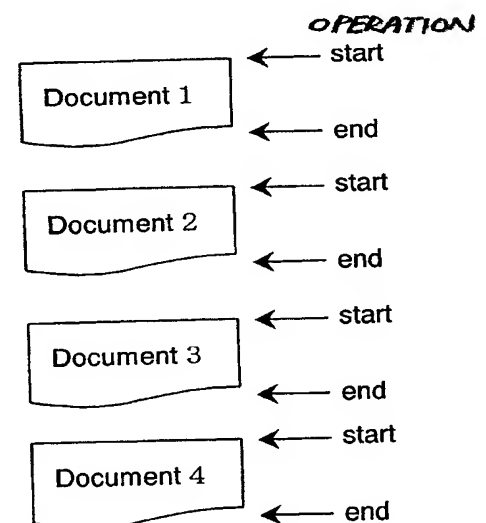 OPERATION
start
Document 1
end
start
Document 2
end
start
Document 3
end
start
Document 4
end